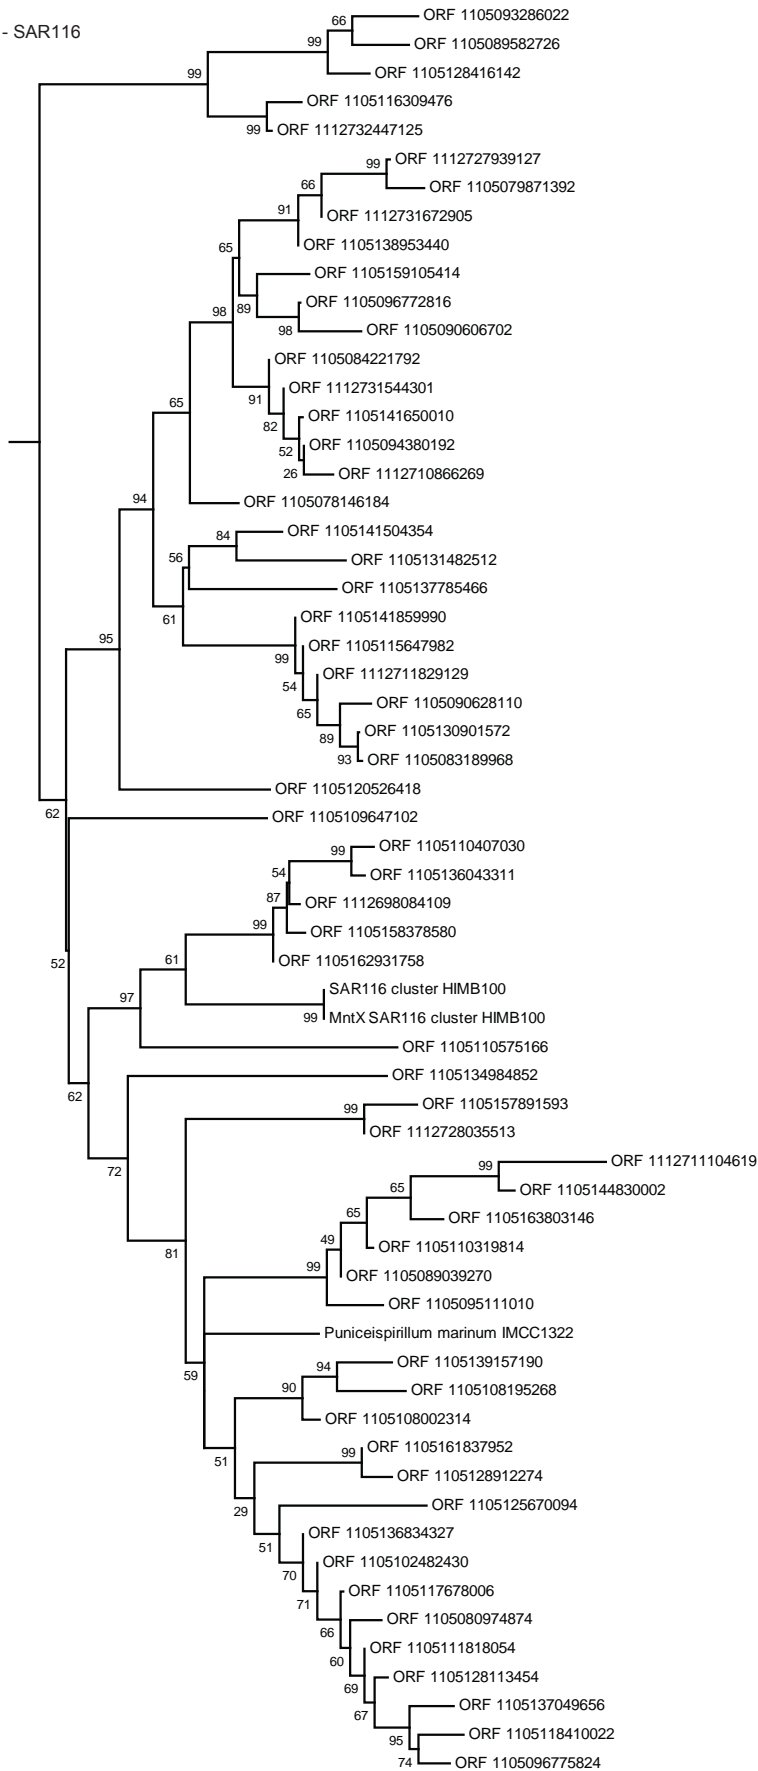 - SAR116
66
ORF 1105093286022
99
ORF 1105089582726
ORF 1105128416142
99
ORF 1105116309476
99
ORF 1112732447125
99
ORF 1112727939127
ORF 1105079871392
66
ORF 1112731672905
91
ORF 1105138953440
65
ORF 1105159105414
89
ORF 1105096772816
98
98
ORF 1105090606702
ORF 1105084221792
91
ORF 1112731544301
65
82
ORF 1105141650010
52
ORF 1105094380192
26
ORF 1112710866269
94
ORF 1105078146184
84
ORF 1105141504354
56
ORF 1105131482512
ORF 1105137785466
61
ORF 1105141859990
95
99
ORF 1105115647982
54
ORF 1112711829129
65
ORF 1105090628110
89
ORF 1105130901572
93
ORF 1105083189968
ORF 1105120526418
62
ORF 1105109647102
99
ORF 1105110407030
54
ORF 1105136043311
87
ORF 1112698084109
99
ORF 1105158378580
52
61
ORF 1105162931758
SAR116 cluster HIMB100
97
99
MntX SAR116 cluster HIMB100
ORF 1105110575166
62
ORF 1105134984852
99
ORF 1105157891593
ORF 1112728035513
72
99
ORF 1112711104619
65
ORF 1105144830002
65
ORF 1105163803146
49
ORF 1105110319814
81
99
ORF 1105089039270
ORF 1105095111010
Puniceispirillum marinum IMCC1322
59
94
ORF 1105139157190
90
ORF 1105108195268
ORF 1105108002314
51
99
ORF 1105161837952
ORF 1105128912274
29
ORF 1105125670094
51
ORF 1105136834327
70
ORF 1105102482430
71
ORF 1105117678006
66
ORF 1105080974874
60
ORF 1105111818054
69
ORF 1105128113454
67
ORF 1105137049656
95
ORF 1105118410022
74
ORF 1105096775824